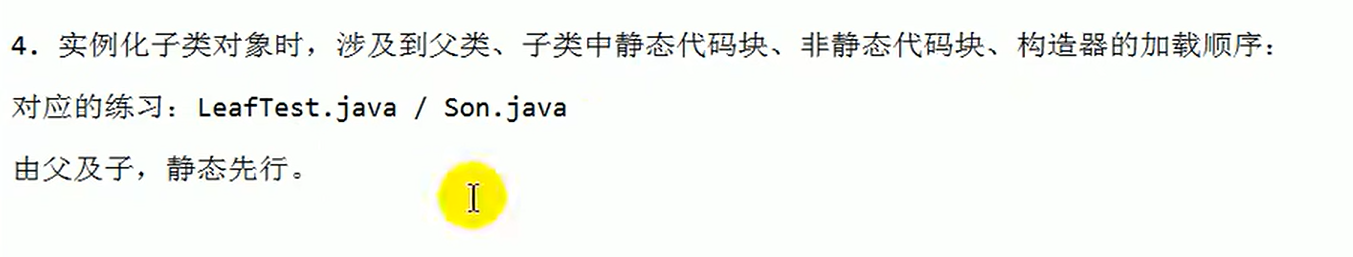 4. 实例化子类对象时，涉及到父类、子类中静态代码块、非静态代码块、构造器的加载顺序：
对应的练习：LeafTest.java / Son.java
由父及子，静态先行。